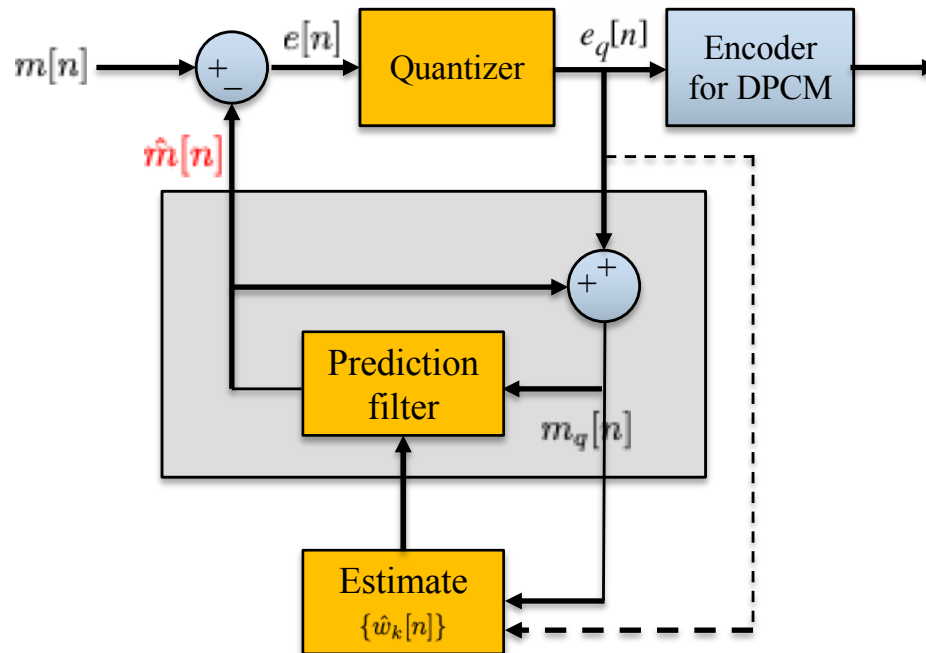 m[n]
+
−
e[n]
Quantizer
e_q[n]
Encoder
for DPCM
m̂[n]
+
+
Prediction
filter
m_q[n]
Estimate
{ŵ_k[n]}